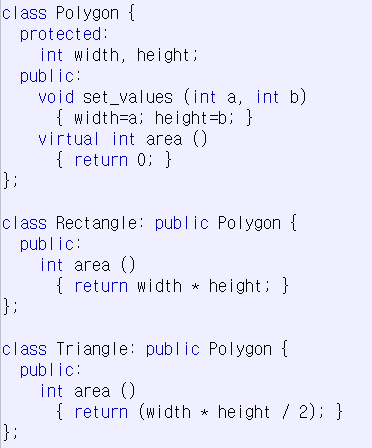 class Polygon {
  protected:
    int width, height;
  public:
    void set_values (int a, int b)
      { width=a; height=b; }
    virtual int area ()
      { return 0; }
};

class Rectangle: public Polygon {
  public:
    int area ()
      { return width * height; }
};

class Triangle: public Polygon {
  public:
    int area ()
      { return (width * height / 2); }
};